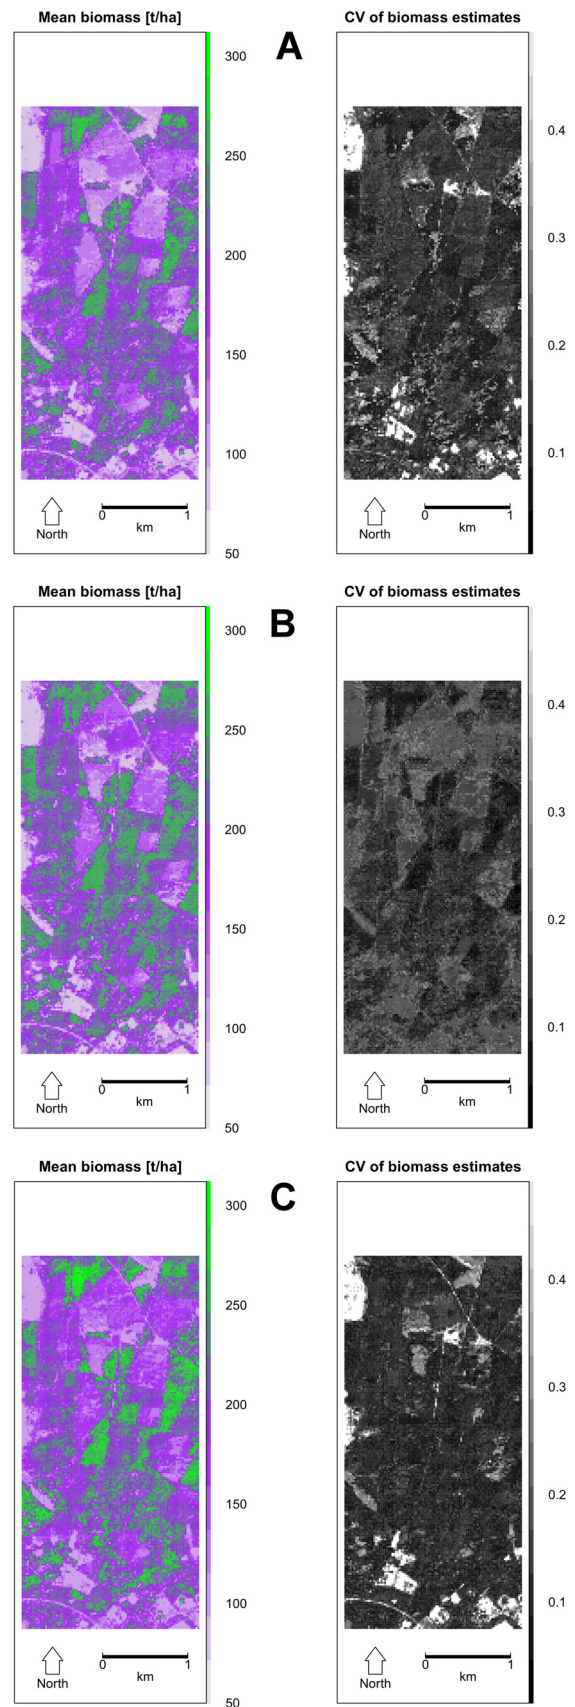 Mean biomass [t/ha]
A
CV of biomass estimates
300
250
200
150
100
50
0.4
0.3
0.2
0.1
North
0
1
km
North
0
1
km
Mean biomass [t/ha]
B
CV of biomass estimates
300
250
200
150
100
50
0.4
0.3
0.2
0.1
North
0
1
km
North
0
1
km
Mean biomass [t/ha]
C
CV of biomass estimates
300
250
200
150
100
50
0.4
0.3
0.2
0.1
North
0
1
km
North
0
1
km